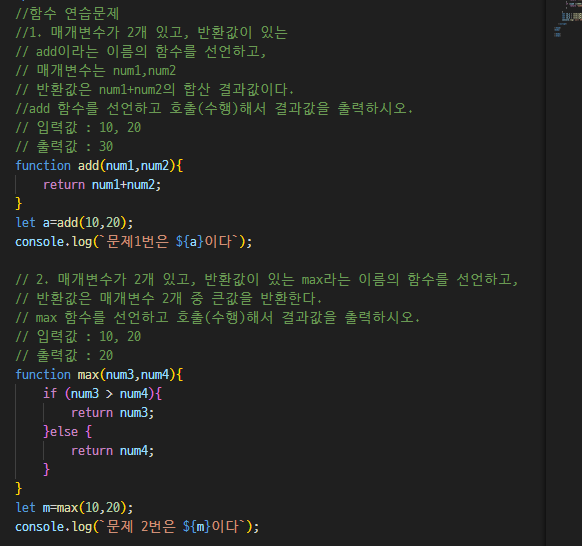 //함수 연습문제
//1. 매개변수가 2개 있고, 반환값이 있는
// add이라는 이름의 함수를 선언하고,
// 매개변수는 num1,num2
// 반환값은 num1+num2의 합산 결과값이다.
//add 함수를 선언하고 호출(수행)해서 결과값을 출력하시오.
// 입력값 : 10, 20
// 출력값 : 30
function add(num1,num2){
    return num1+num2;
}
let a=add(10,20);
console.log(`문제1번은 ${a}이다`);
// 2. 매개변수가 2개 있고, 반환값이 있는 max라는 이름의 함수를 선언하고,
// 반환값은 매개변수 2개 중 큰값을 반환한다.
// max 함수를 선언하고 호출(수행)해서 결과값을 출력하시오.
// 입력값 : 10, 20
// 출력값 : 20
function max(num3,num4){
    if (num3 > num4){
        return num3;
    }else {
        return num4;
    }
}
let m=max(10,20);
console.log(`문제 2번은 ${m}이다`);